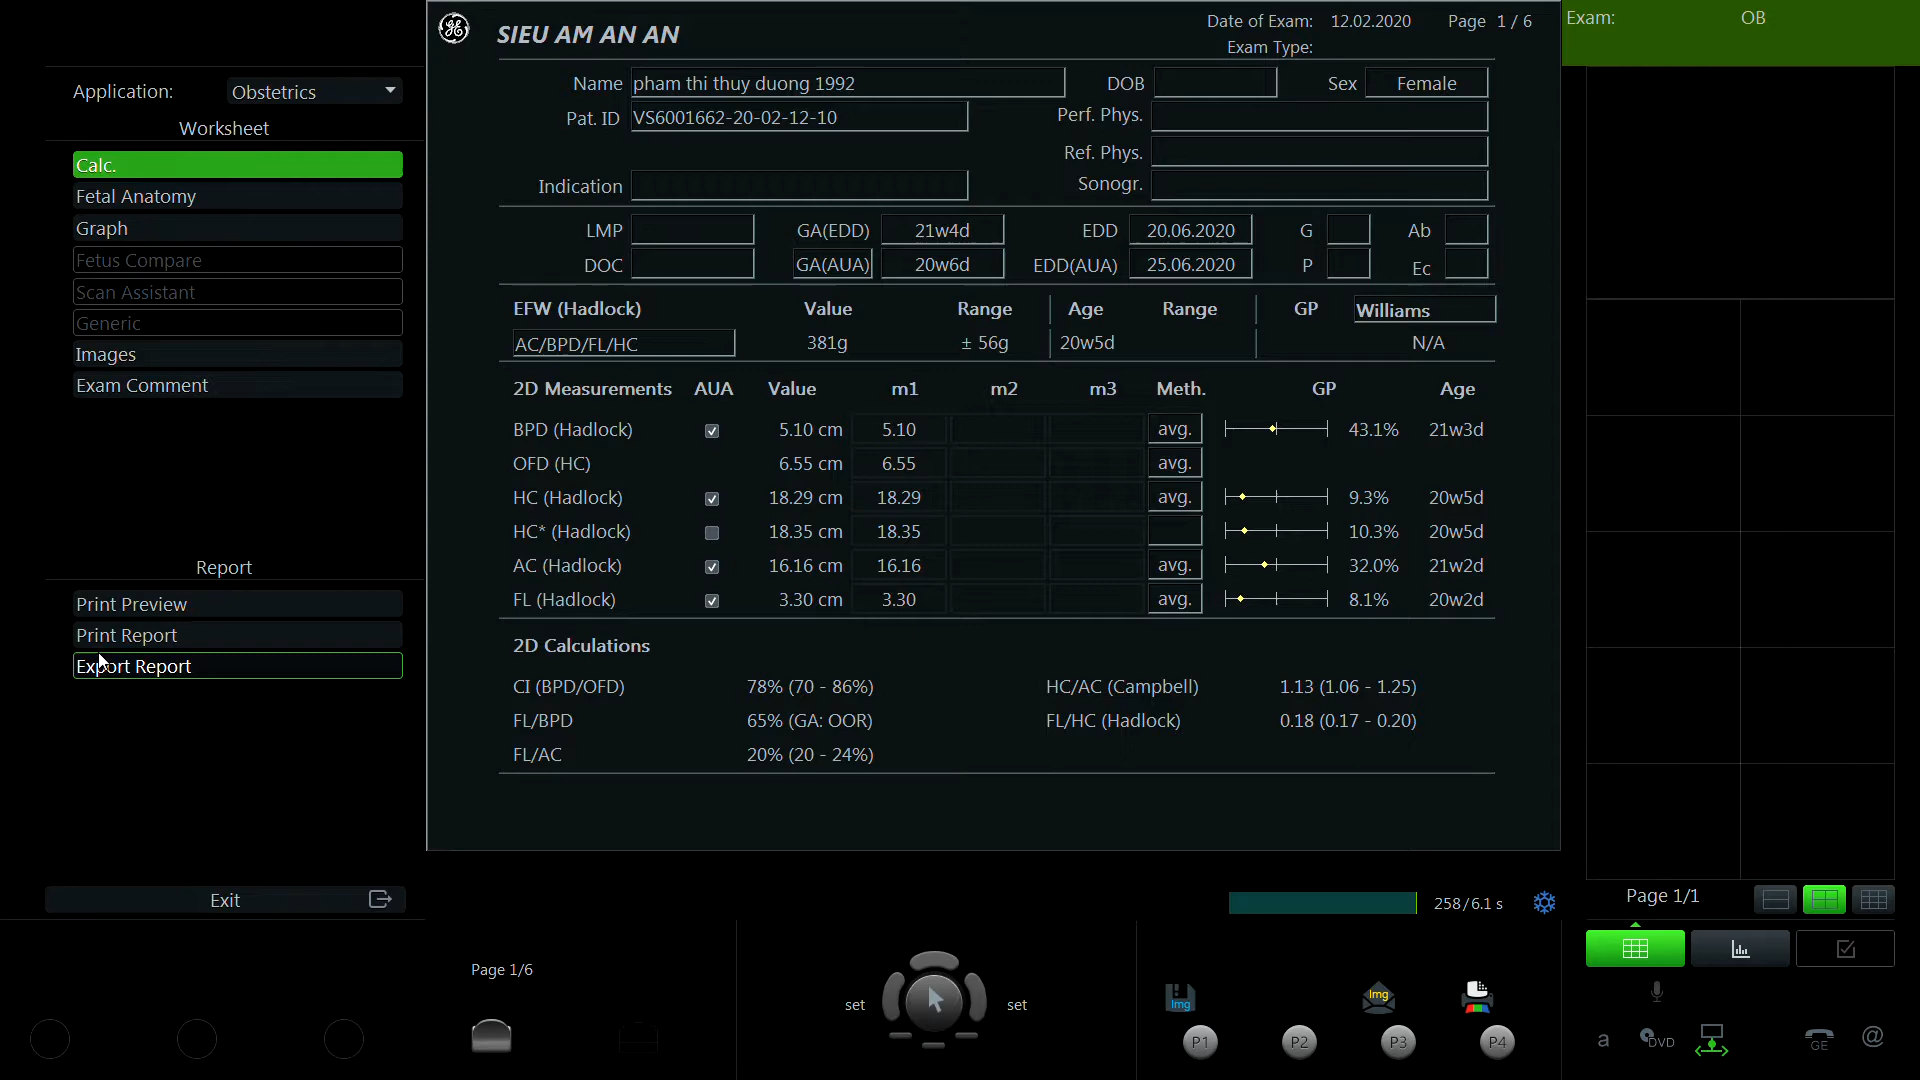 SIEU AM AN AN
Date of Exam: 12.02.2020 Page 1 / 6
Exam Type:
Exam: OB
Application: Obstetrics
Worksheet
Calc.
Fetal Anatomy
Graph
Fetus Compare
Scan Assistant
Generic
Images
Exam Comment
Report
Print Preview
Print Report
Export Report
Exit
Name pham thi thuy duong 1992 DOB Sex Female
Pat. ID VS6001662-20-02-12-10 Perf. Phys.
Ref. Phys.
Indication Sonogr.
LMP GA(EDD) 21w4d EDD 20.06.2020 G Ab
DOC GA(AUA) 20w6d EDD(AUA) 25.06.2020 P Ec
EFW (Hadlock) Value Range Age Range GP Williams
AC/BPD/FL/HC 381g ± 56g 20w5d N/A
2D Measurements AUA Value m1 m2 m3 Meth. GP Age
BPD (Hadlock) 5.10 cm 5.10 avg. 43.1% 21w3d
OFD (HC) 6.55 cm 6.55 avg.
HC (Hadlock) 18.29 cm 18.29 avg. 9.3% 20w5d
HC* (Hadlock) 18.35 cm 18.35 10.3% 20w5d
AC (Hadlock) 16.16 cm 16.16 avg. 32.0% 21w2d
FL (Hadlock) 3.30 cm 3.30 avg. 8.1% 20w2d
2D Calculations
CI (BPD/OFD) 78% (70 - 86%) HC/AC (Campbell) 1.13 (1.06 - 1.25)
FL/BPD 65% (GA: OOR) FL/HC (Hadlock) 0.18 (0.17 - 0.20)
FL/AC 20% (20 - 24%)
258/6.1 s
Page 1/1
Page 1/6
set set
Img Img
P1 P2 P3 P4
a DVD GE @